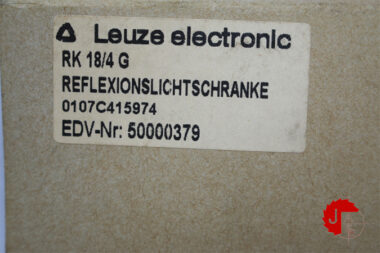 Leuze electronic
RK 18/4 G
REFLEXIONSLICHTSCHRANKE
0107C415974
EDV-Nr: 50000379